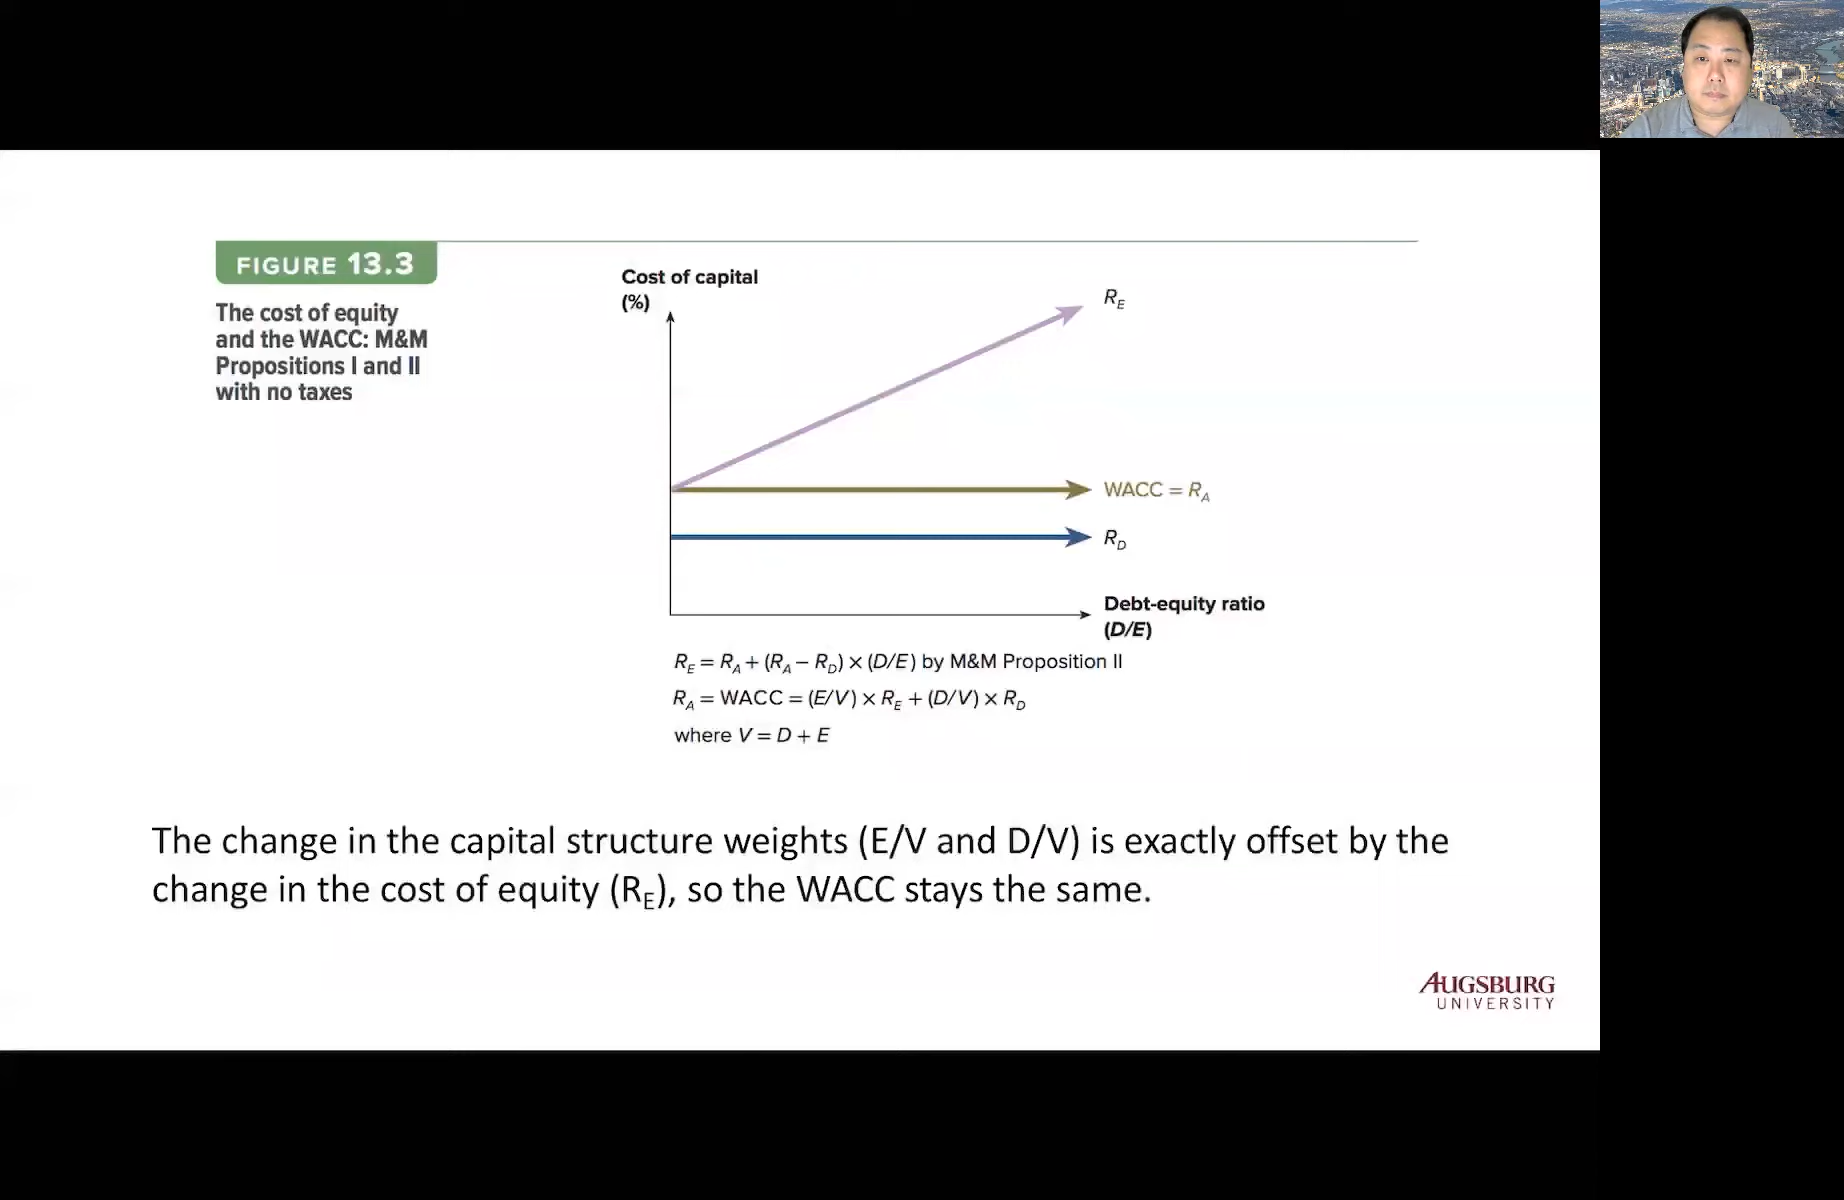 FIGURE 13.3
The cost of equity
and the WACC: M&M
Propositions I and II
with no taxes
Cost of capital
(%)
R_E
WACC = R_A
R_D
Debt-equity ratio
(D/E)
R_E = R_A + (R_A − R_D) × (D/E) by M&M Proposition II
R_A = WACC = (E/V) × R_E + (D/V) × R_D
where V = D + E
The change in the capital structure weights (E/V and D/V) is exactly offset by the
change in the cost of equity (R_E), so the WACC stays the same.
AUGSBURG
UNIVERSITY